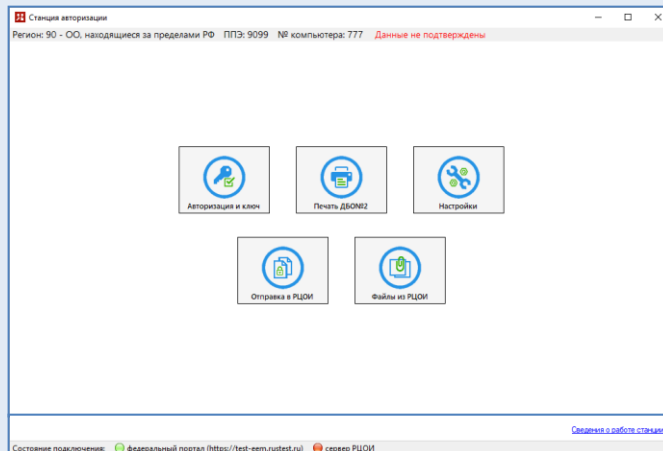 Станция авторизации
Регион: 90 - ОО, находящиеся за пределами РФ ППЭ: 9099 № компьютера: 777 Данные не подтверждены
Авторизация и ключ Печать ДБО№2 Настройки
Отправка в РЦОИ Файлы из РЦОИ
Сведения о работе станции
Состояние подключения: федеральный портал (https://test-eem.rustest.ru) сервер РЦОИ